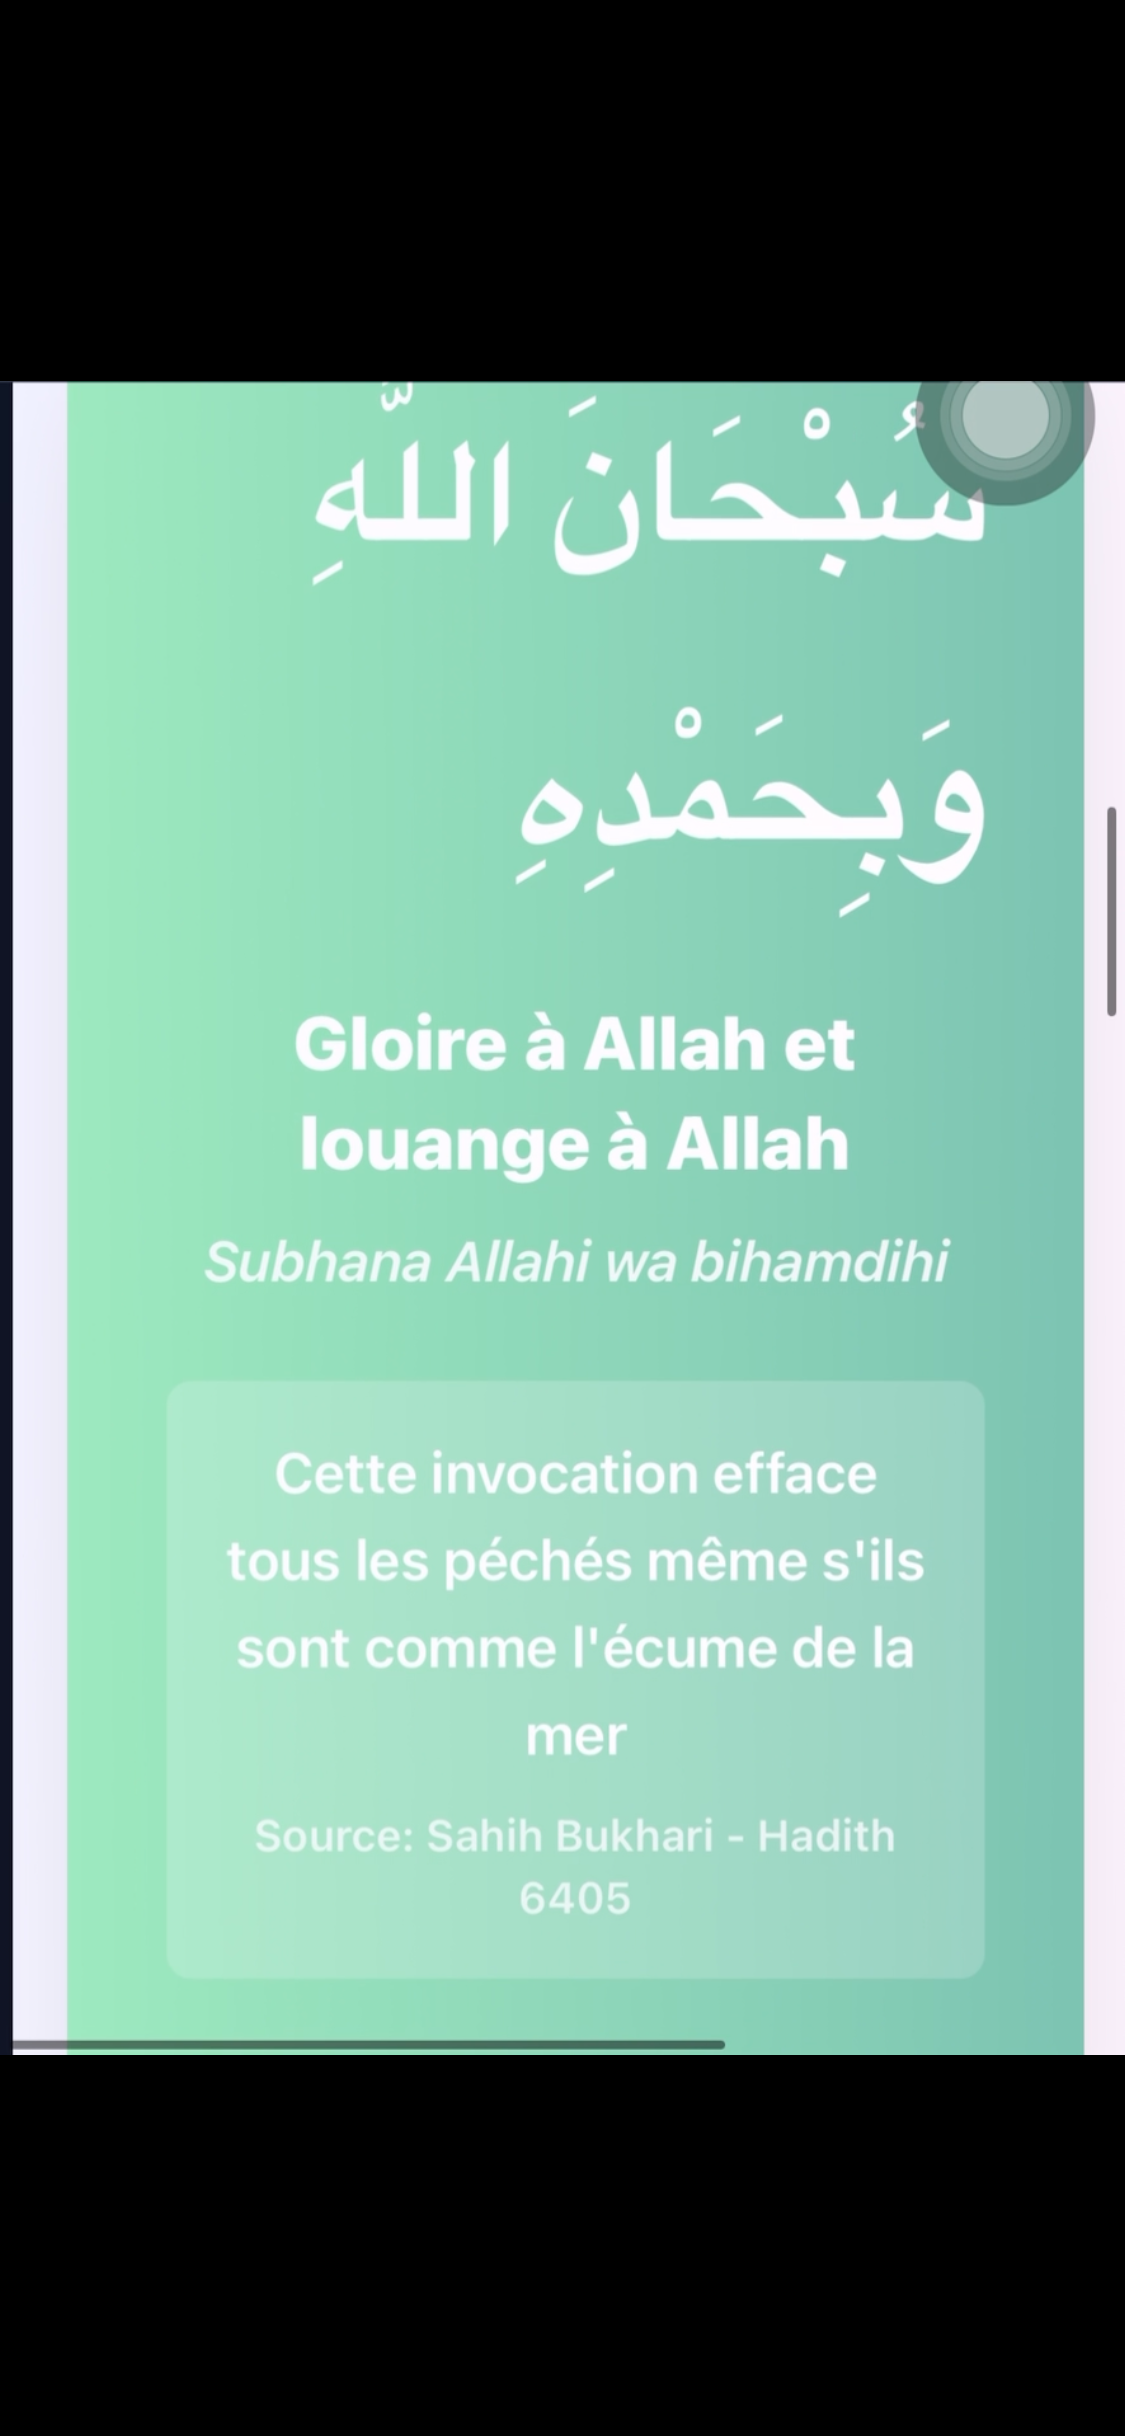 سُبْحَانَ اللَّهِ
وَبِحَمْدِهِ
Gloire à Allah et
louange à Allah
Subhana Allahi wa bihamdihi
Cette invocation efface
tous les péchés même s'ils
sont comme l'écume de la
mer
Source: Sahih Bukhari - Hadith
6405